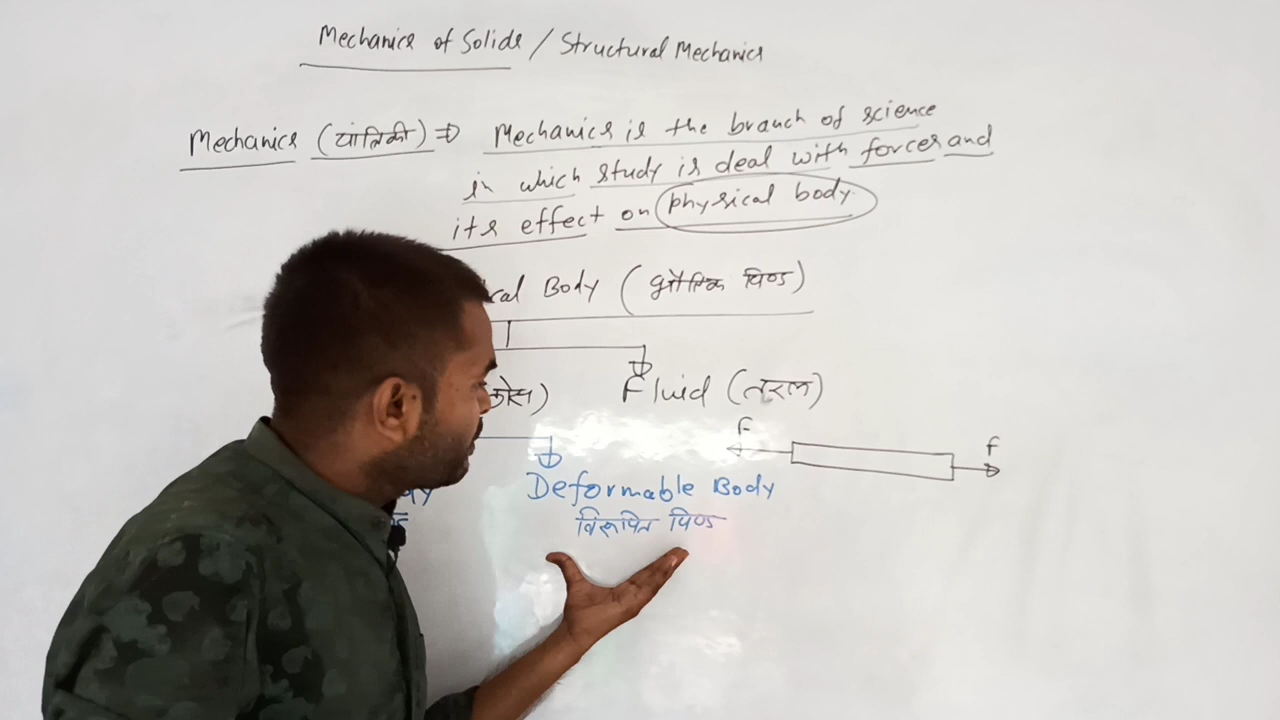 Mechanics of Solids / Structural Mechanics
Mechanics (यांत्रिकी) ⇒ Mechanics is the branch of science
in which study is deal with forces and
its effect on physical body
Body (भौतिक पिण्ड)
Fluid (तरल)
F
f
Deformable Body
विरूपित पिण्ड